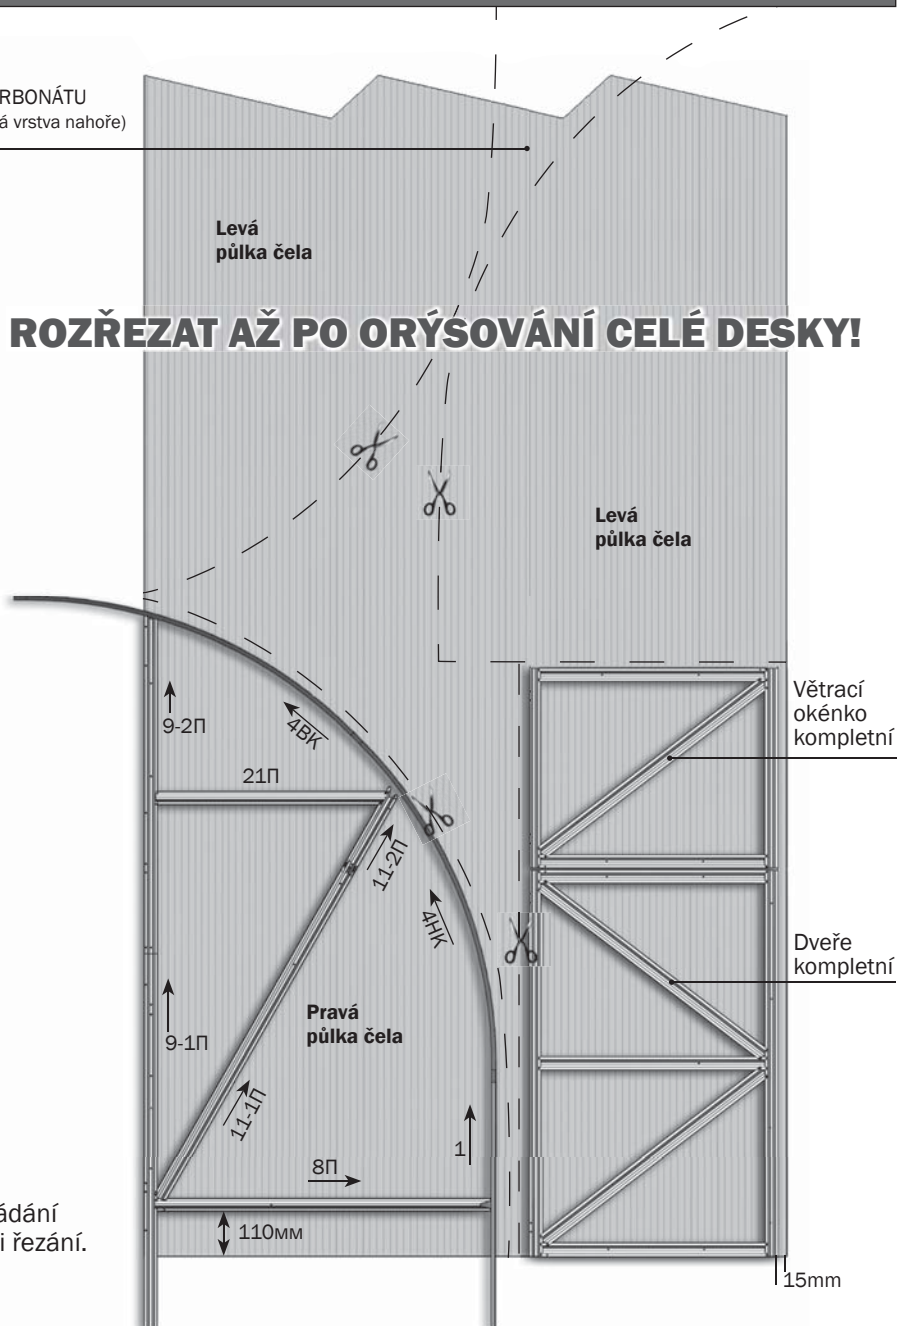 RBONÁTU
á vrstva nahoře)
Levá
půlka čela
ROZŘEZAT AŽ PO ORÝSOVÁNÍ CELÉ DESKY!
Levá
půlka čela
Větrací
okénko
kompletní
9-2П
4ВК
21П
11-2П
4НК
Dveře
kompletní
Pravá
půlka čela
9-1П
11-1П
1
8П
ádání
i řezání.
110мм
15mm